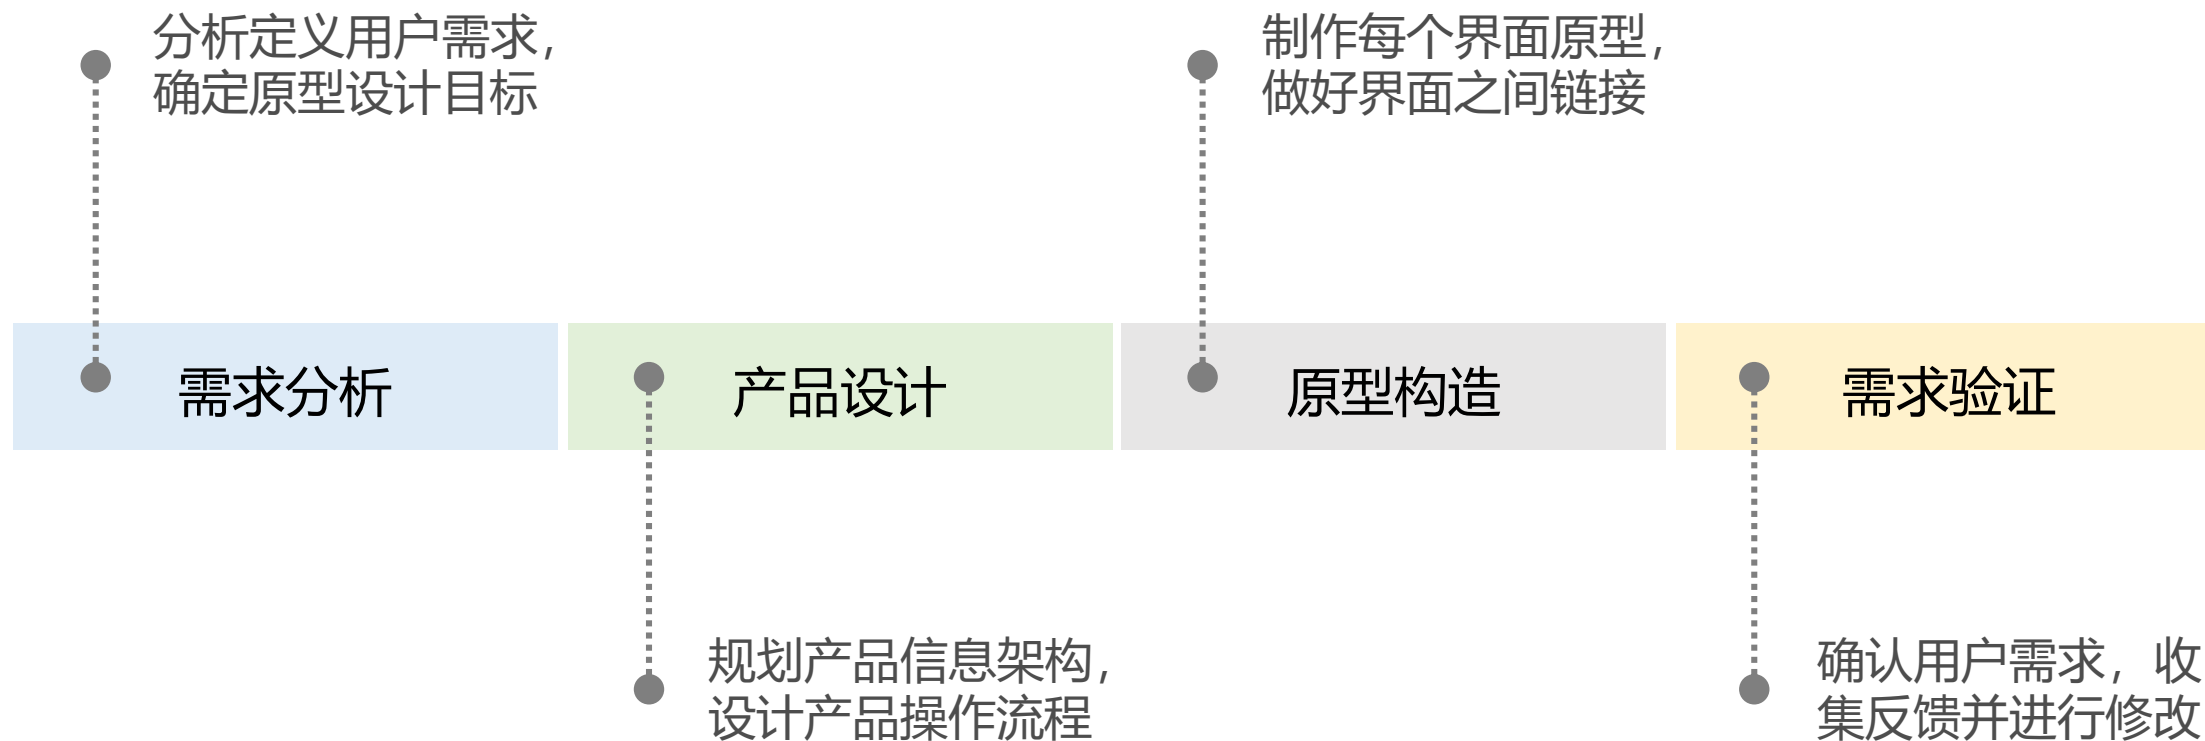 分析定义用户需求，
确定原型设计目标
制作每个界面原型，
做好界面之间链接
需求分析
产品设计
原型构造
需求验证
规划产品信息架构，
设计产品操作流程
确认用户需求，收
集反馈并进行修改